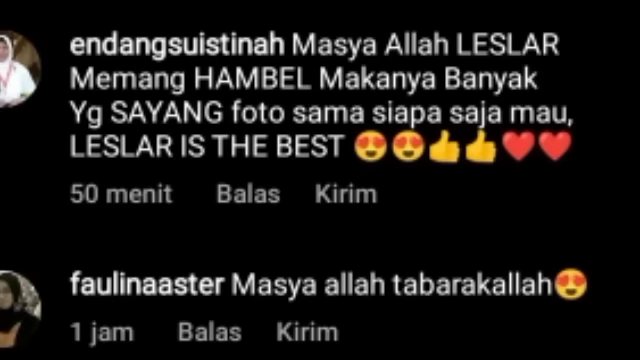 endangsuistinah Masya Allah LESLAR
Memang HAMBEL Makanya Banyak
Yg SAYANG foto sama siapa saja mau,
LESLAR IS THE BEST 😍😍👍👍❤️❤️
50 menit Balas Kirim
faulinaaster Masya allah tabarakallah😍
1 jam Balas Kirim